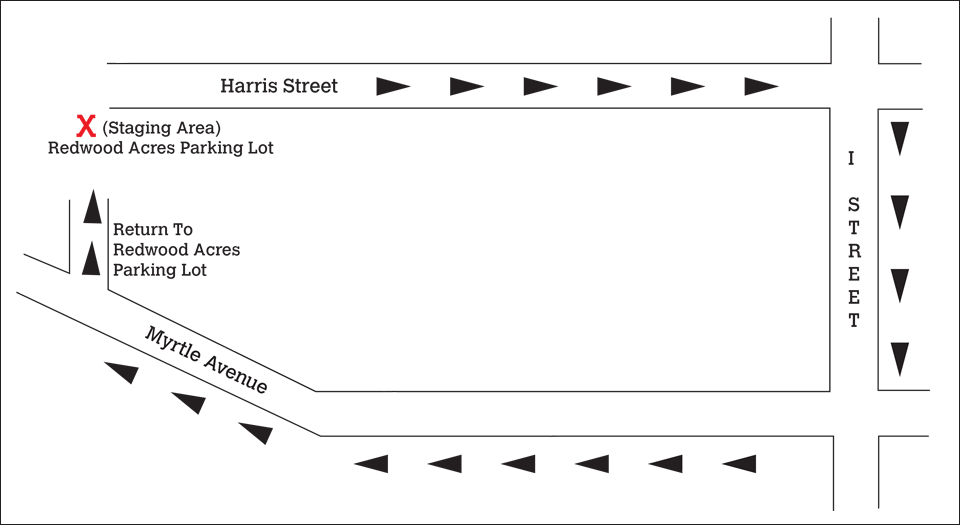 Harris Street
X (Staging Area)
Redwood Acres Parking Lot
I STREET
Return To
Redwood Acres
Parking Lot
Myrtle Avenue